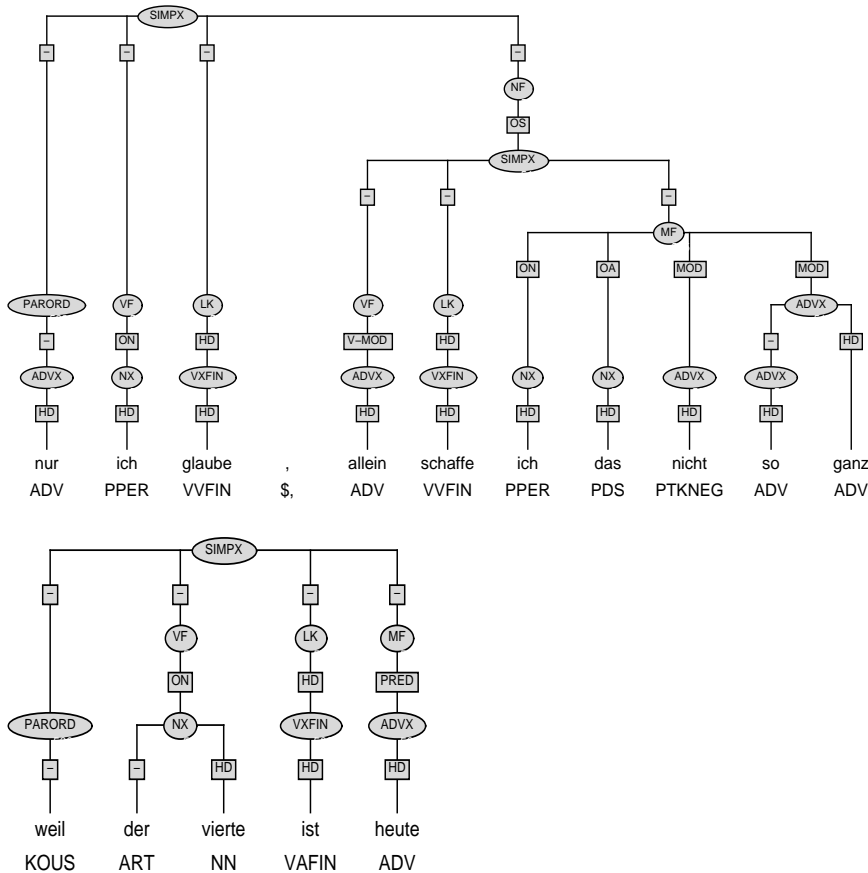 SIMPX
– – – –
NF
OS
SIMPX
– – –
MF
ON OA MOD MOD
PARORD VF LK VF LK ADVX
– ON HD V–MOD HD – HD
ADVX NX VXFIN ADVX VXFIN NX NX ADVX ADVX
HD HD HD HD HD HD HD HD HD
nur ich glaube , allein schaffe ich das nicht so ganz
ADV PPER VVFIN $, ADV VVFIN PPER PDS PTKNEG ADV ADV
SIMPX
– – – –
VF LK MF
ON HD PRED
PARORD NX VXFIN ADVX
– – HD HD HD
weil der vierte ist heute
KOUS ART NN VAFIN ADV